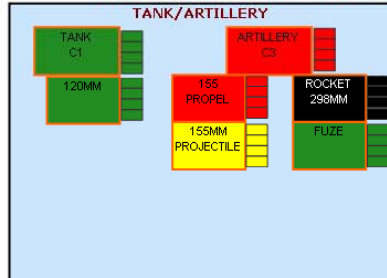 TANK/ARTILLERY
TANK
C1
ARTILLERY
C3
120MM
155
PROPEL
ROCKET
298MM
155MM
PROJECTILE
FUZE